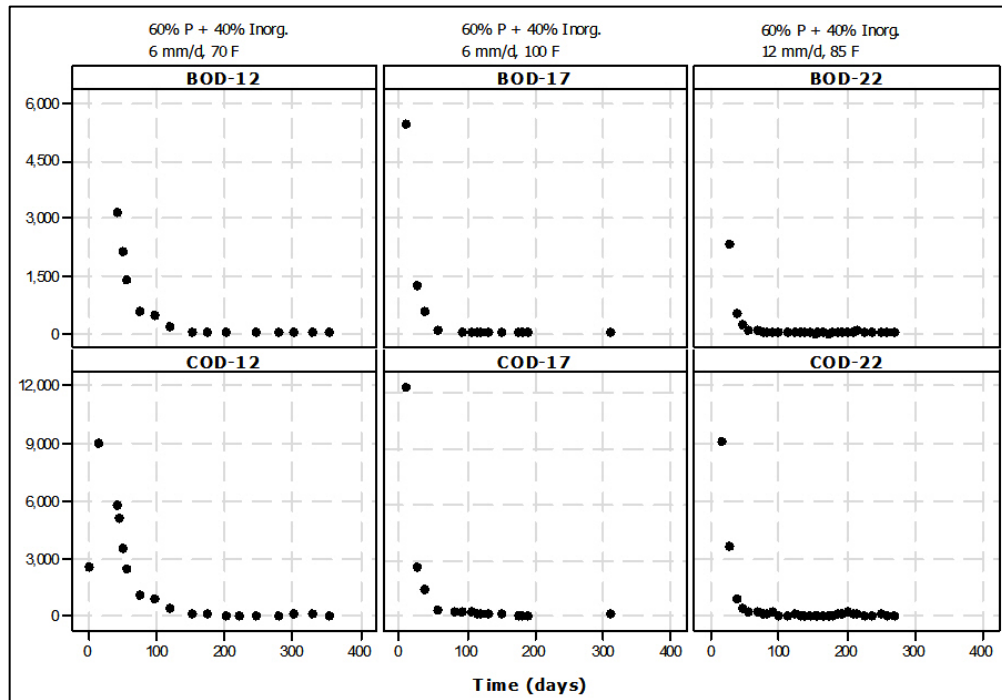 60% P + 40% Inorg.
6 mm/d, 70 F
60% P + 40% Inorg.
6 mm/d, 100 F
60% P + 40% Inorg.
12 mm/d, 85 F
BOD-12
BOD-17
BOD-22
6,000
4,500
3,000
1,500
0
COD-12
COD-17
COD-22
12,000
9,000
6,000
3,000
0
0 100 200 300 400
0 100 200 300 400
0 100 200 300 400
Time (days)